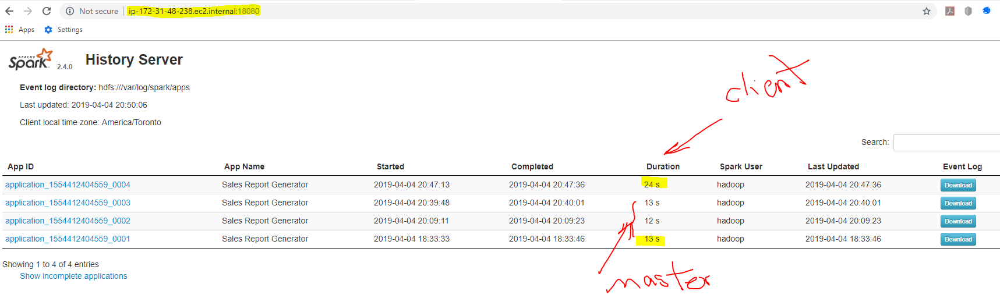 Not secure | ip-172-31-48-238.ec2.internal:18080
Apps Settings
APACHE Spark 2.4.0 History Server
Event log directory: hdfs:///var/log/spark/apps
Last updated: 2019-04-04 20:50:06
Client local time zone: America/Toronto
client
Search:
App ID App Name Started Completed Duration Spark User Last Updated Event Log
application_1554412404559_0004 Sales Report Generator 2019-04-04 20:47:13 2019-04-04 20:47:36 24 s hadoop 2019-04-04 20:47:36 Download
application_1554412404559_0003 Sales Report Generator 2019-04-04 20:39:48 2019-04-04 20:40:01 13 s hadoop 2019-04-04 20:40:01 Download
application_1554412404559_0002 Sales Report Generator 2019-04-04 20:09:11 2019-04-04 20:09:23 12 s hadoop 2019-04-04 20:09:23 Download
application_1554412404559_0001 Sales Report Generator 2019-04-04 18:33:33 2019-04-04 18:33:46 13 s hadoop 2019-04-04 18:33:46 Download
Showing 1 to 4 of 4 entries
Show incomplete applications
master